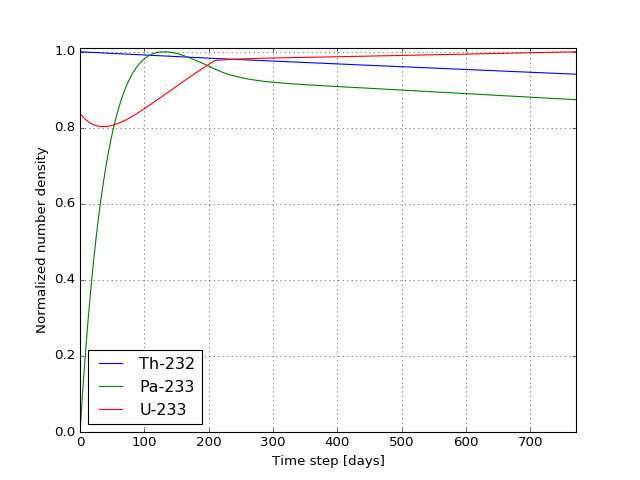 Normalized number density
1.0
0.8
0.6
0.4
0.2
0.0
Th-232
Pa-233
U-233
0 100 200 300 400 500 600 700
Time step [days]